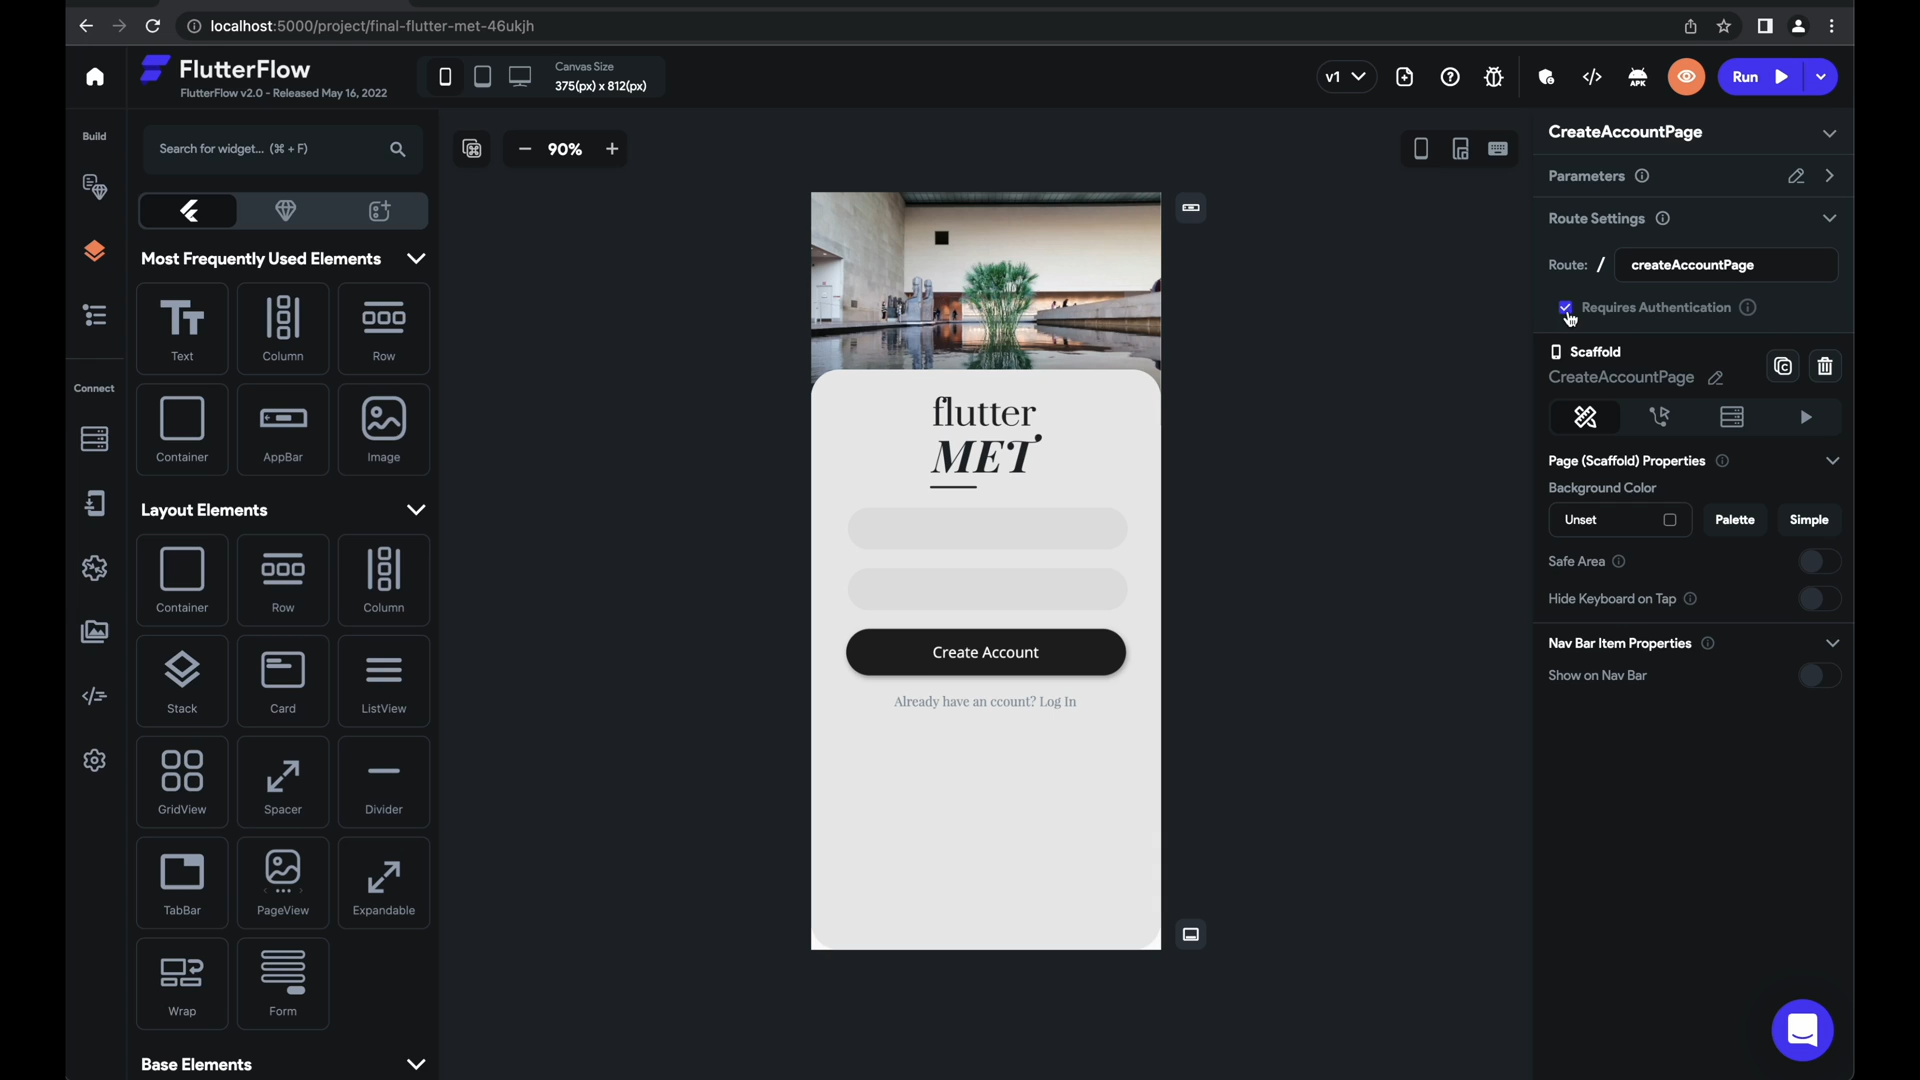 localhost:5000/project/final-flutter-met-46ukjh
FlutterFlow
FlutterFlow v2.0 - Released May 16, 2022
Canvas Size
375(px) x 812(px)
v1
APK
Run
Build
Connect
Search for widget... (⌘ + F)
Most Frequently Used Elements
Text
Column
Row
Container
AppBar
Image
Layout Elements
Container
Row
Column
Stack
Card
ListView
GridView
Spacer
Divider
TabBar
PageView
Expandable
Wrap
Form
Base Elements
90%
flutter
MET
Create Account
Already have an ccount? Log In
CreateAccountPage
Parameters
Route Settings
Route: / createAccountPage
Requires Authentication
Scaffold
CreateAccountPage
Page (Scaffold) Properties
Background Color
Unset
Palette
Simple
Safe Area
Hide Keyboard on Tap
Nav Bar Item Properties
Show on Nav Bar